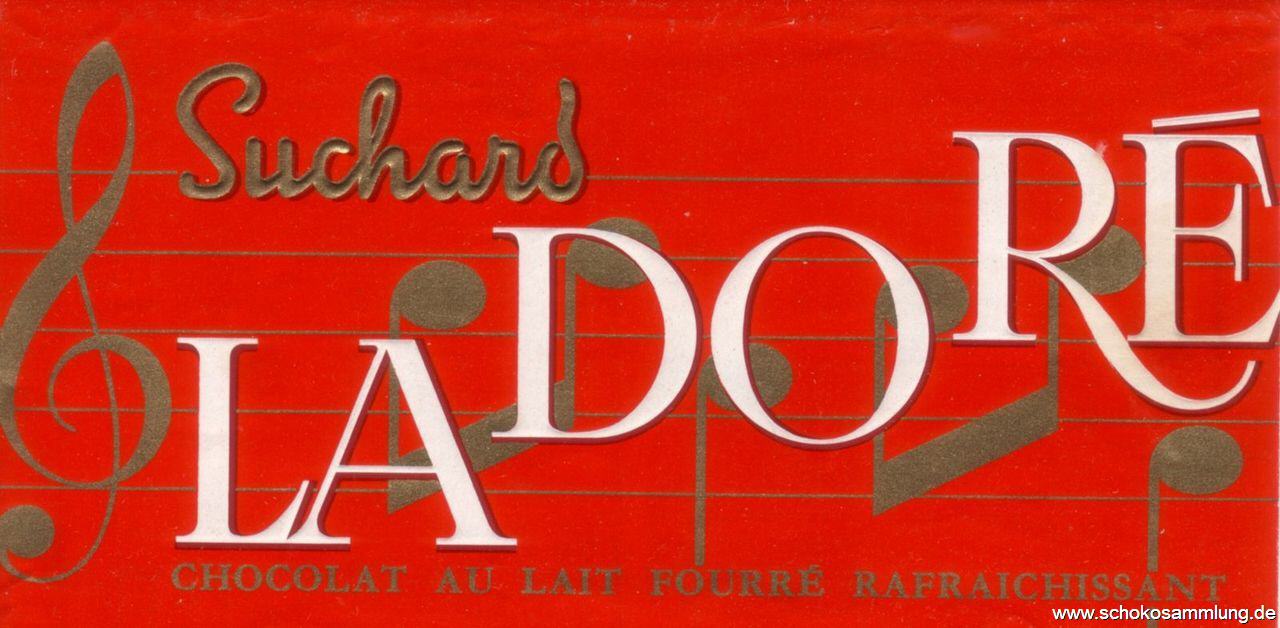 Suchard
LADORÉ
CHOCOLAT AU LAIT FOURRÉ RAFRAICHISSANT
www.schokosammlung.de